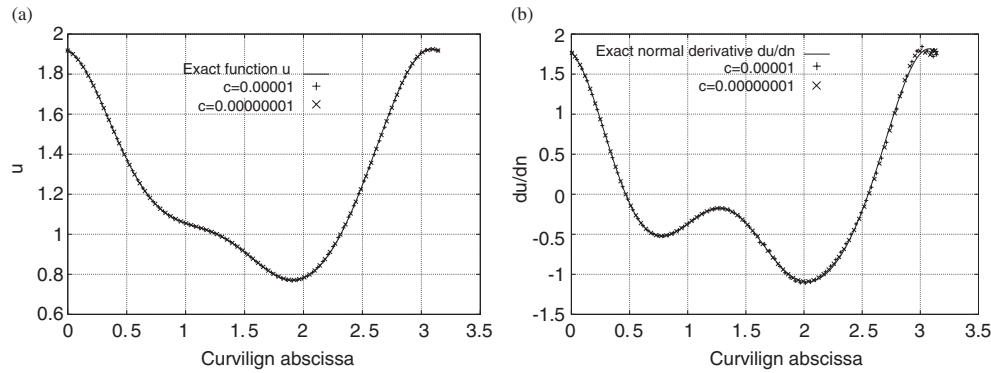 (a)
2
1.8
1.6
1.4
1.2
1
0.8
0.6
u
Exact function u
c=0.00001
c=0.00000001
0 0.5 1 1.5 2 2.5 3 3.5
Curvilign abscissa
(b)
2
1.5
1
0.5
0
-0.5
-1
-1.5
du/dn
Exact normal derivative du/dn
c=0.00001
c=0.00000001
0 0.5 1 1.5 2 2.5 3 3.5
Curvilign abscissa